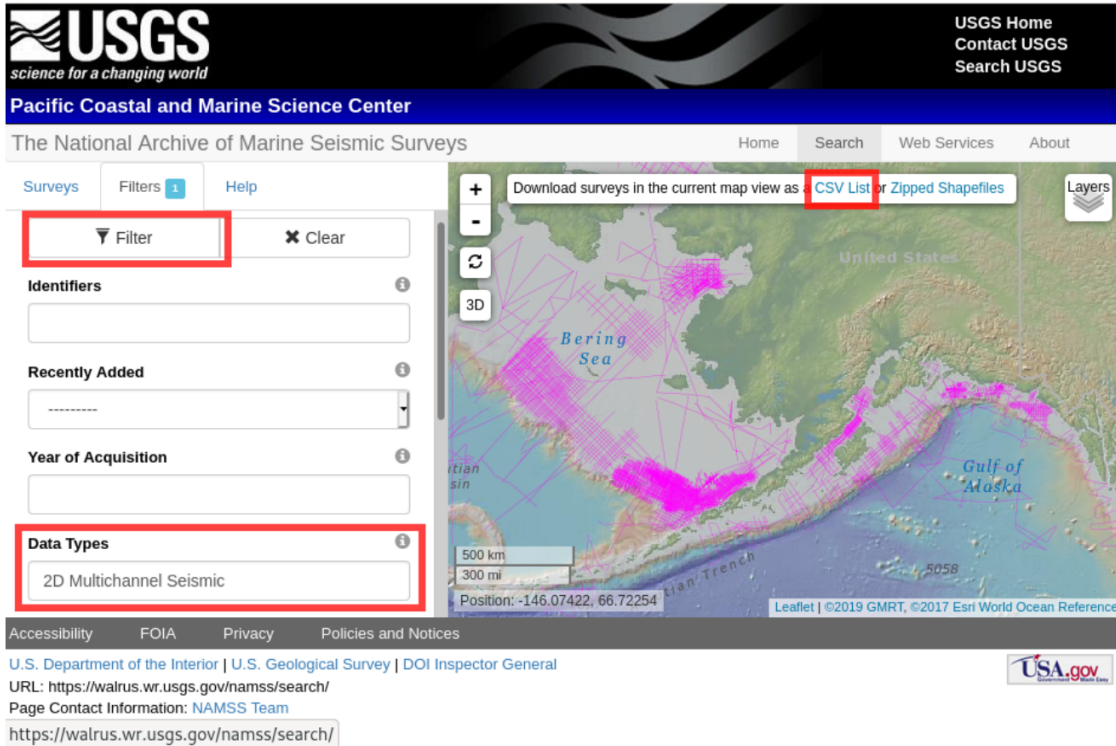 USGS
science for a changing world
USGS Home
Contact USGS
Search USGS
Pacific Coastal and Marine Science Center
The National Archive of Marine Seismic Surveys
Home
Search
Web Services
About
Surveys
Filters 1
Help
Filter
Clear
Identifiers
Recently Added
---------
Year of Acquisition
Data Types
2D Multichannel Seismic
+
-
3D
Download surveys in the current map view as a CSV List or Zipped Shapefiles
Layers
United States
Bering
Sea
Gulf of
Alaska
5058
Trench
500 km
300 mi
Position: -146.07422, 66.72254
Leaflet | ©2019 GMRT, ©2017 Esri World Ocean Reference
Accessibility
FOIA
Privacy
Policies and Notices
U.S. Department of the Interior | U.S. Geological Survey | DOI Inspector General
URL: https://walrus.wr.usgs.gov/namss/search/
Page Contact Information: NAMSS Team
USA.gov
Government Made Easy
https://walrus.wr.usgs.gov/namss/search/